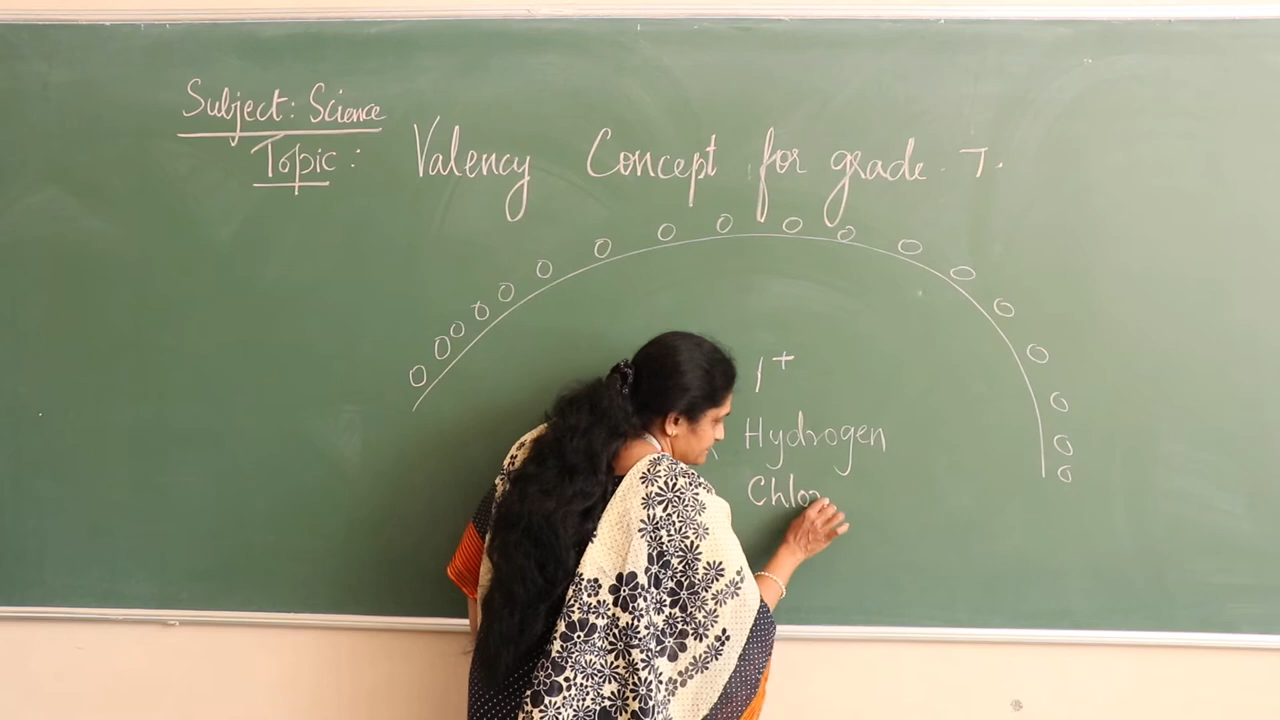 Subject: Science
Topic: Valency Concept for grade - 7.
1+
Hydrogen
Chlo